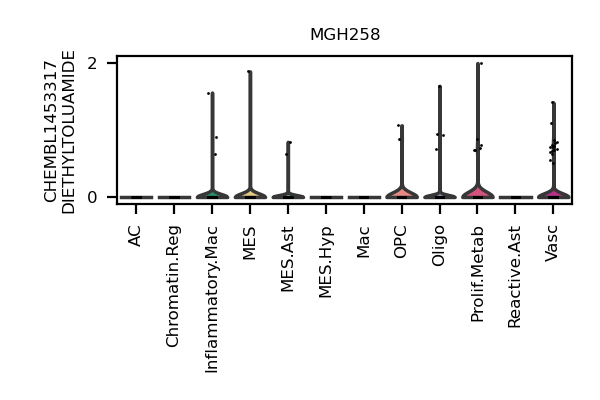 MGH258
CHEMBL1453317
DIETHYLTOLUAMIDE
2
0
AC
Chromatin.Reg
Inflammatory.Mac
MES
MES.Ast
MES.Hyp
Mac
OPC
Oligo
Prolif.Metab
Reactive.Ast
Vasc